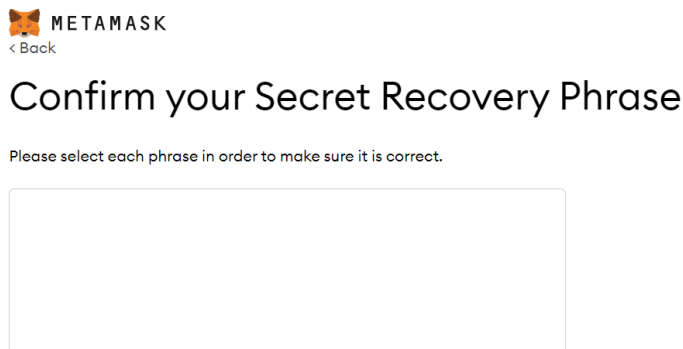 METAMASK
< Back
Confirm your Secret Recovery Phrase
Please select each phrase in order to make sure it is correct.